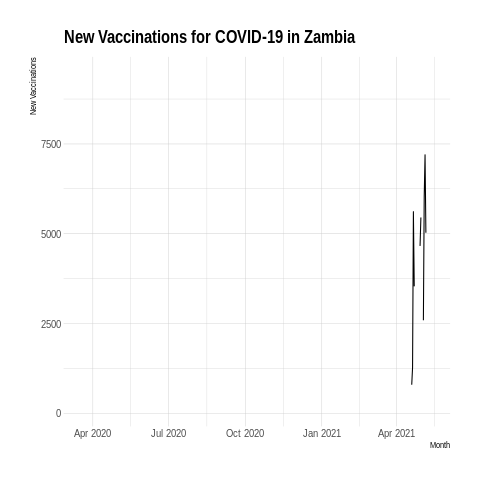 New Vaccinations for COVID-19 in Zambia
New Vaccinations
7500
5000
2500
0
Apr 2020 Jul 2020 Oct 2020 Jan 2021 Apr 2021
Month